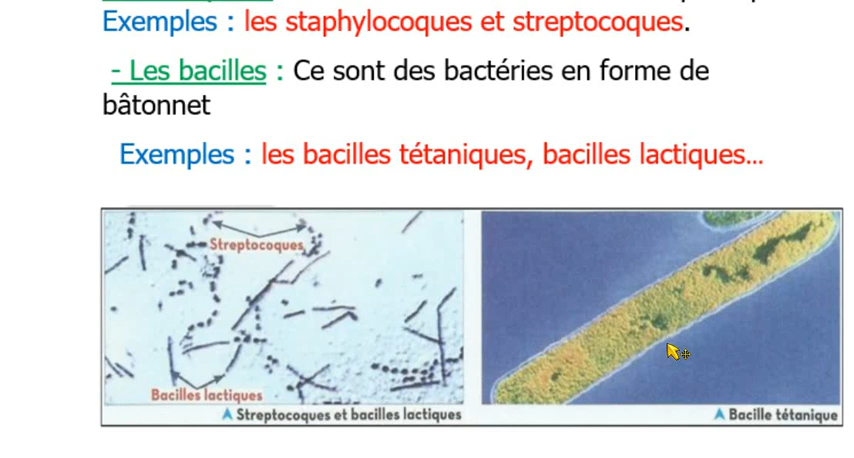 Exemples : les staphylocoques et streptocoques.
- Les bacilles : Ce sont des bactéries en forme de
bâtonnet
Exemples : les bacilles tétaniques, bacilles lactiques...
Streptocoques
Bacilles lactiques
Streptocoques et bacilles lactiques
Bacille tétanique